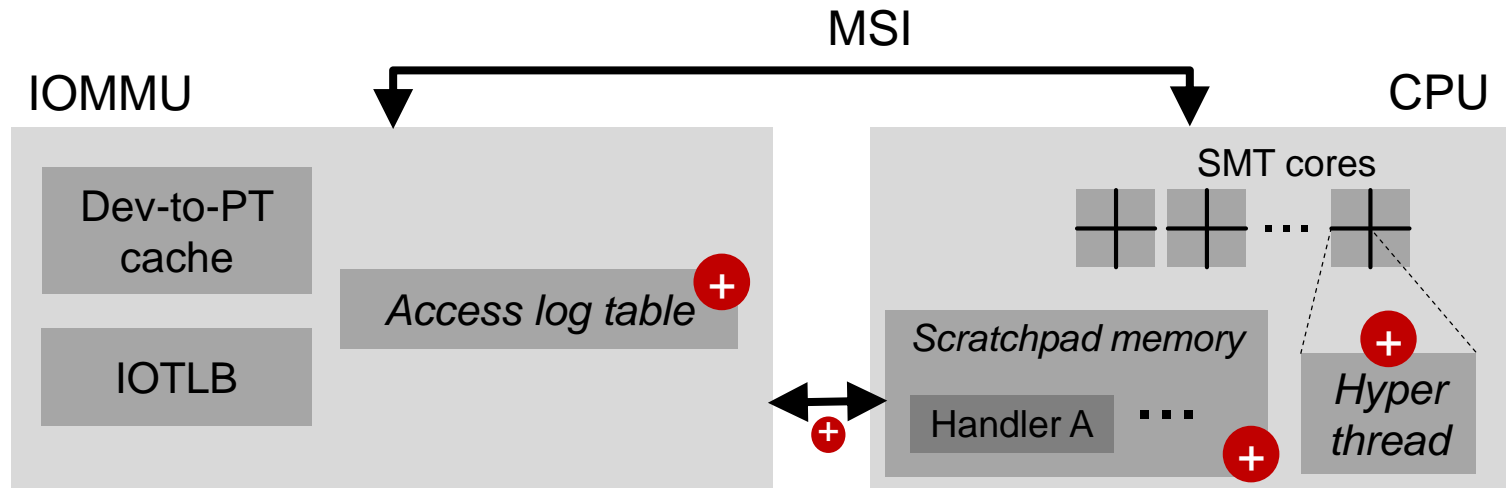 MSI
IOMMU
CPU
Dev-to-PT
cache
IOTLB
Access log table
+
SMT cores
...
Scratchpad memory
Handler A
...
+
+
+
Hyper
thread